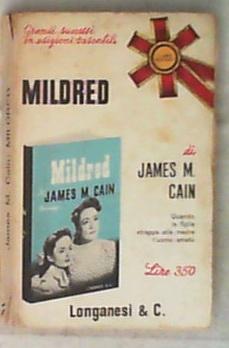 Grandi successi
in edizioni tascabili
MILDRED
di
JAMES M.
CAIN
Quando
la figlia
strappa alla madre
l'uomo amato
Lire 350
Mildred
JAMES M. CAIN
Longanesi & C.
James M. Cain: MILDRED